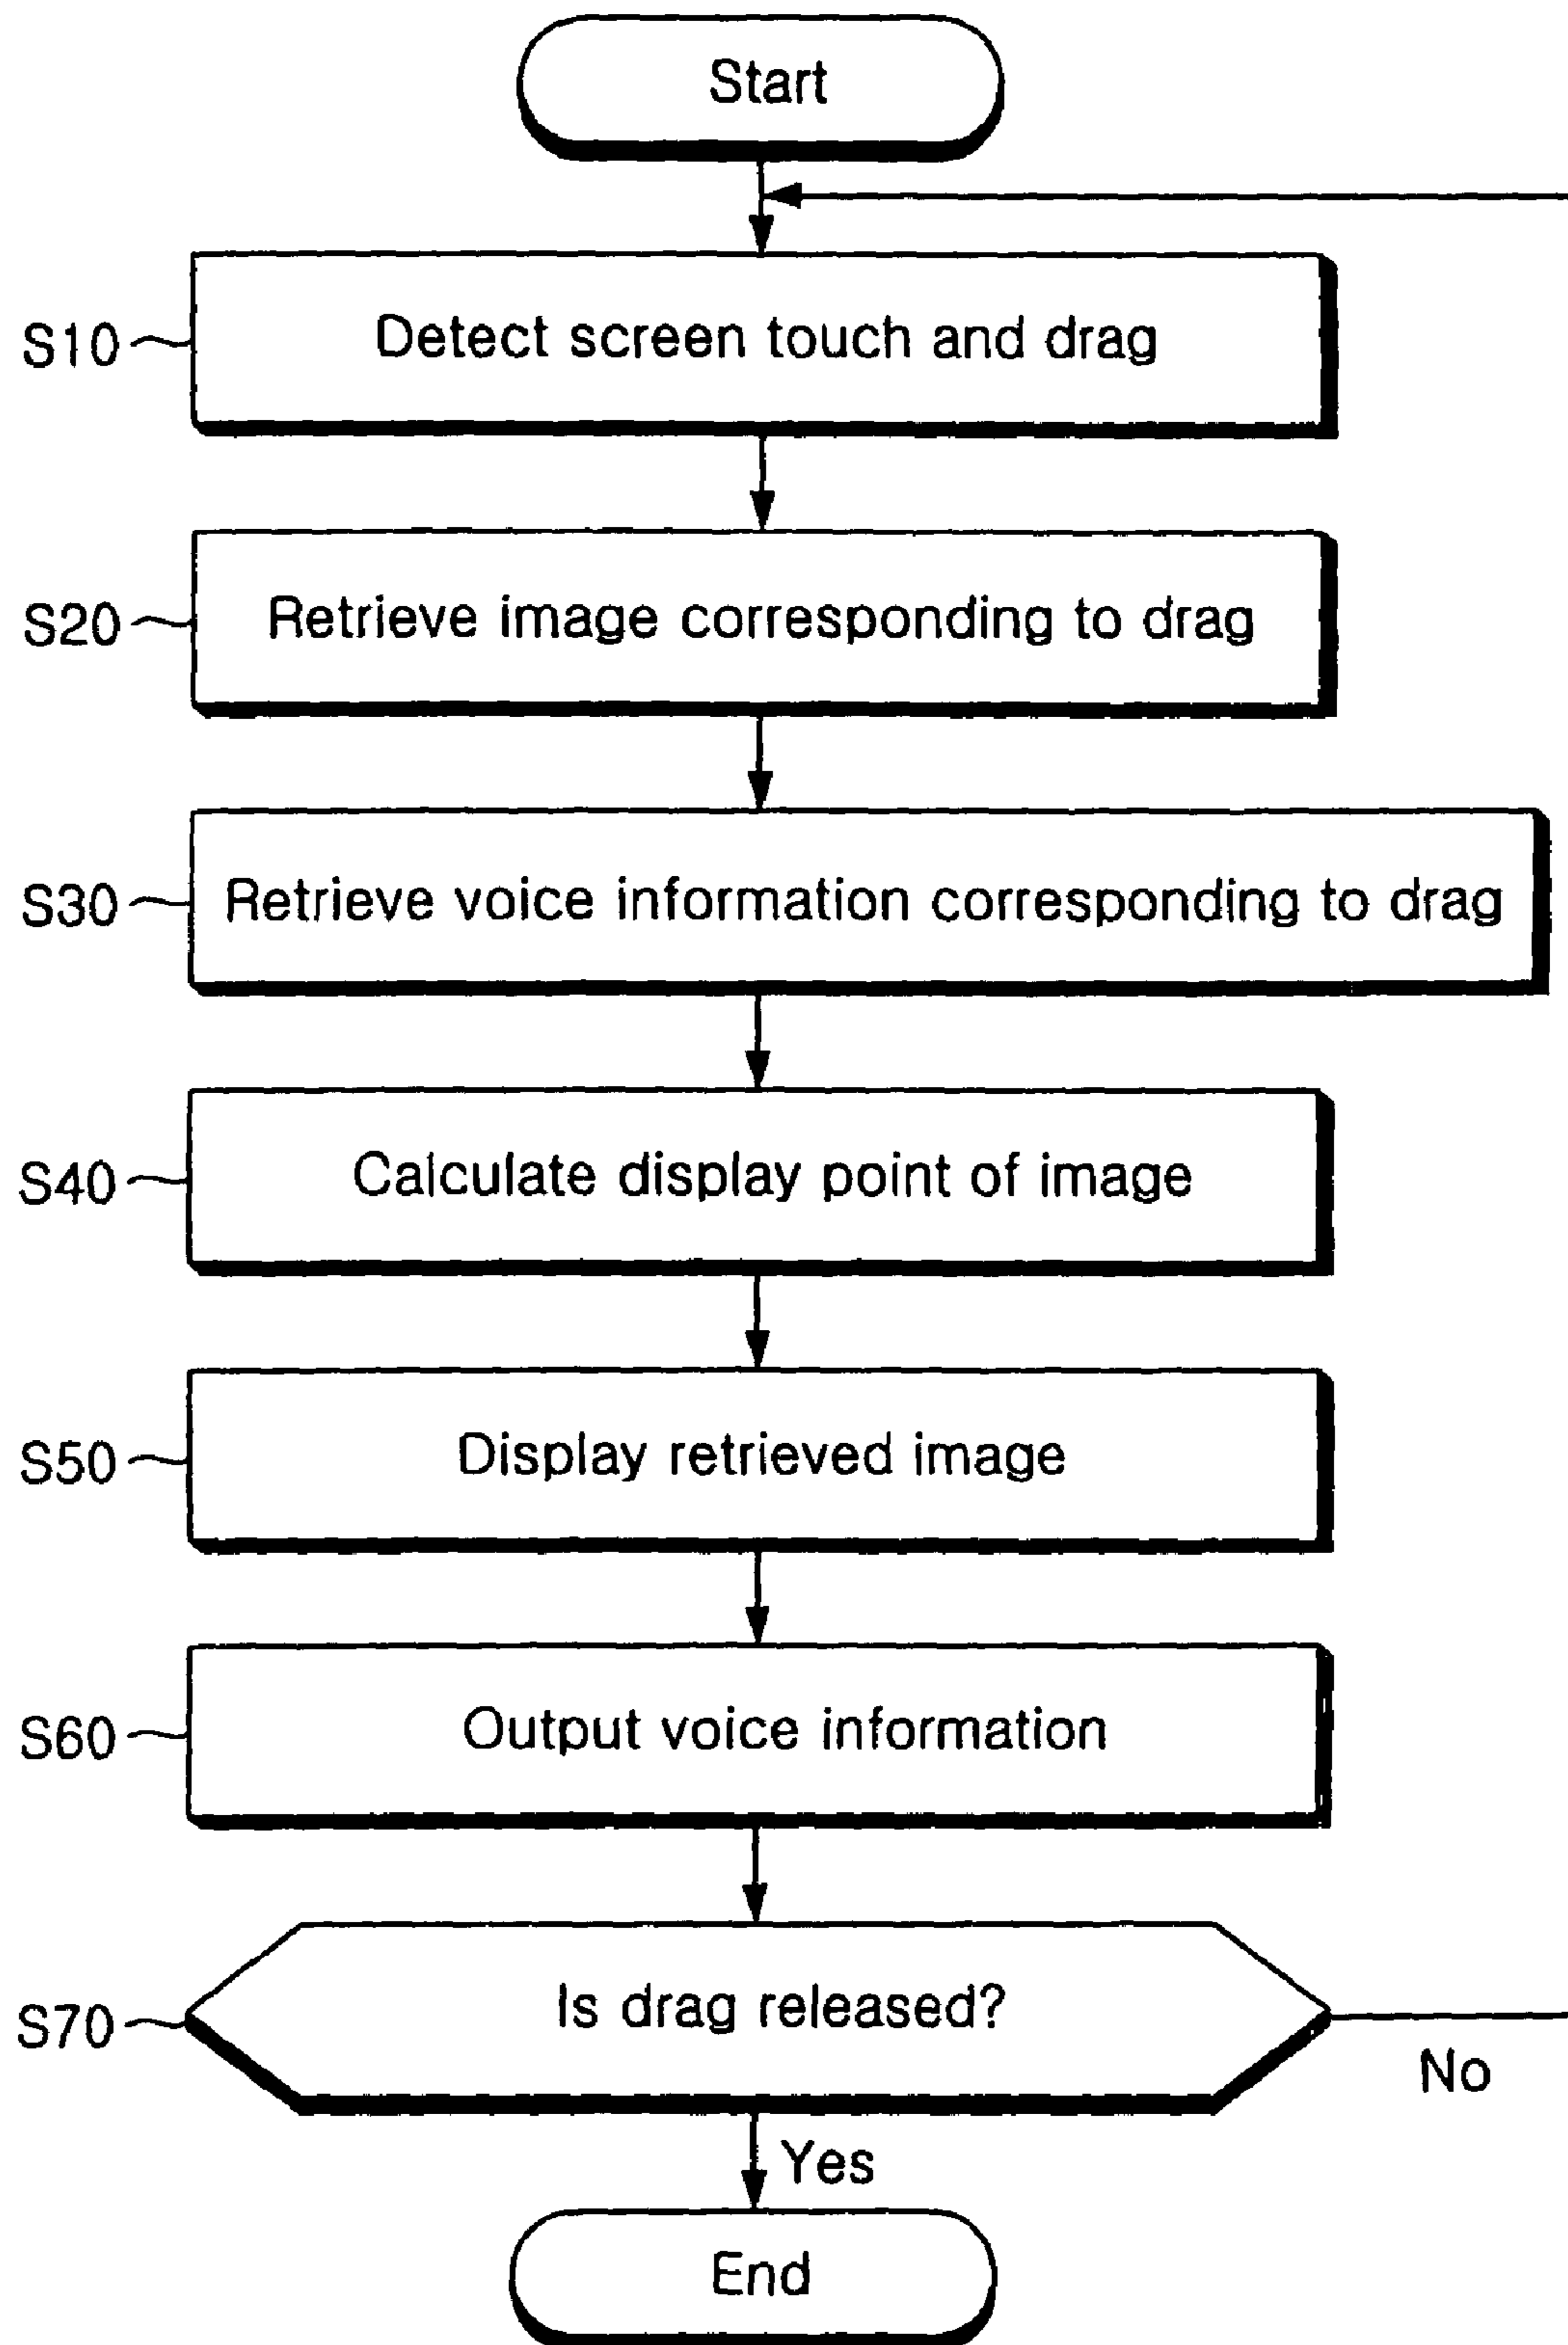 Start
S10
Detect screen touch and drag
S20
Retrieve image corresponding to drag
S30
Retrieve voice information corresponding to drag
S40
Calculate display point of image
S50
Display retrieved image
S60
Output voice information
S70
Is drag released?
No
Yes
End